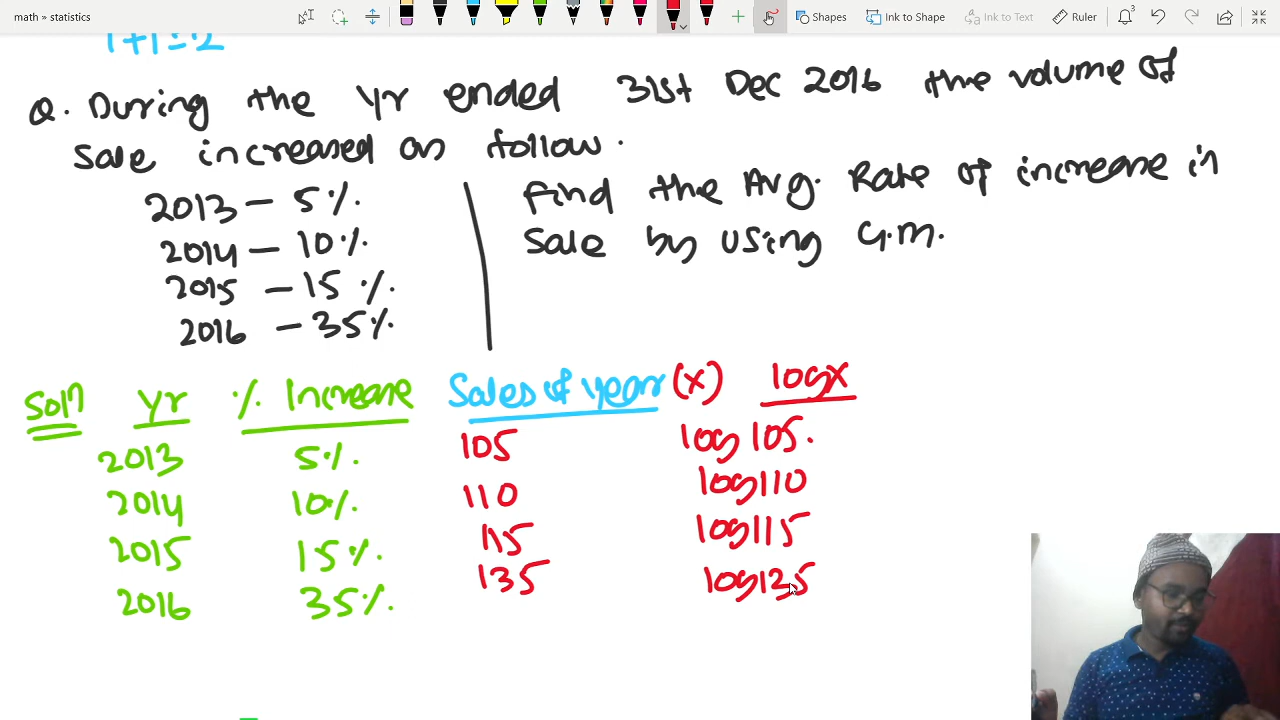 math » statistics
Shapes Ink to Shape Ink to Text Ruler
1+1=2
Q. During the yr ended 31st Dec 2016 the volume of
Sale increased as follow.
2013 – 5%
2014 – 10%
2015 – 15%
2016 – 35%
find the Avg. Rate of increase in
sale by using G.M.
Soln yr % Increase Sales of year (X) logx
2013 5% 105 log 105.
2014 10% 110 log110
2015 15% 115 log115
2016 35% 135 log135